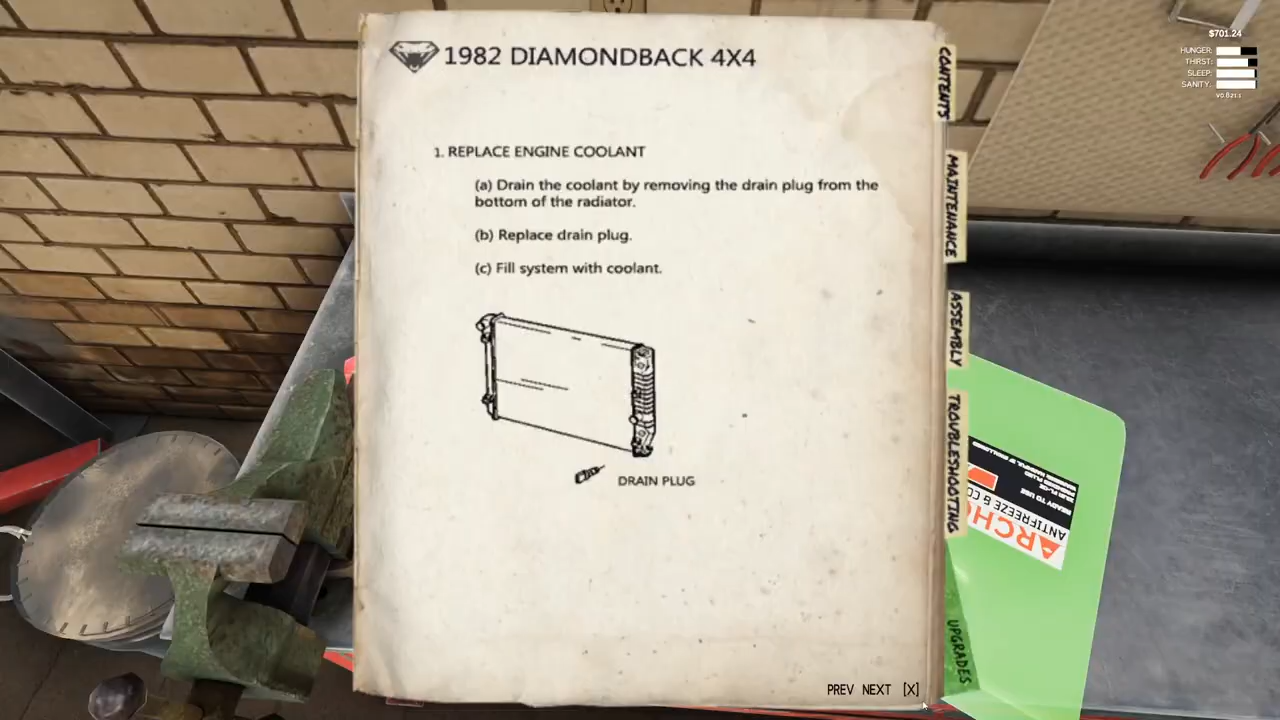 1982 DIAMONDBACK 4X4
1. REPLACE ENGINE COOLANT
(a) Drain the coolant by removing the drain plug from the
bottom of the radiator.
(b) Replace drain plug.
(c) Fill system with coolant.
DRAIN PLUG
PREV NEXT [X]
CONTENTS
MAINTENANCE
ASSEMBLY
TROUBLESHOOTING
UPGRADES
$701.24
HUNGER:
THIRST:
SLEEP:
SANITY:
READY TO USE
ANTIFREEZE & CO
ARCHO